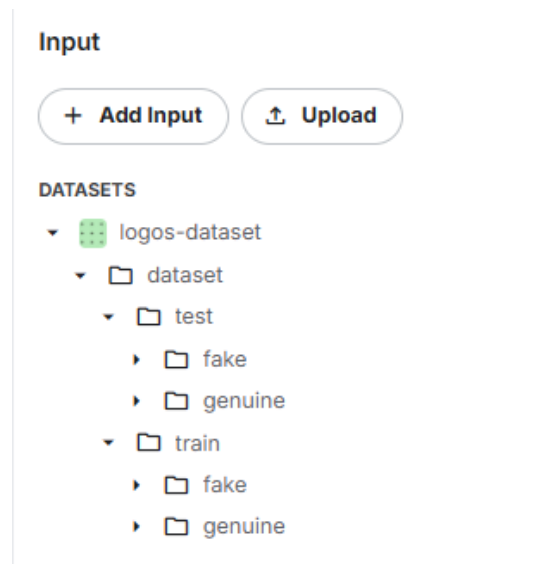 Input
+ Add Input Upload
DATASETS
logos-dataset
dataset
test
fake
genuine
train
fake
genuine